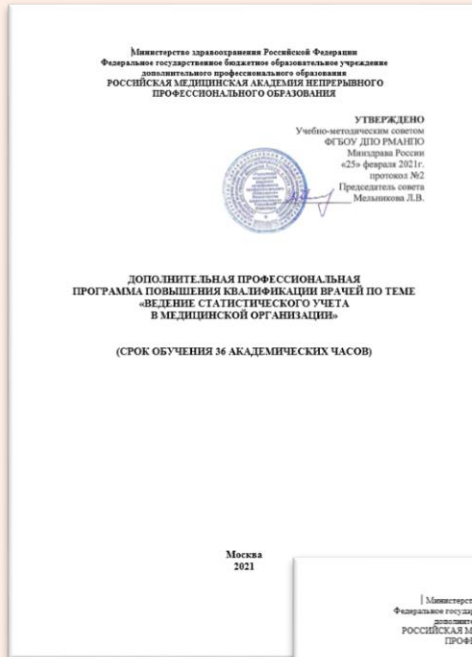 Министерство здравоохранения Российской Федерации
Федеральное государственное бюджетное образовательное учреждение
дополнительного профессионального образования
РОССИЙСКАЯ МЕДИЦИНСКАЯ АКАДЕМИЯ НЕПРЕРЫВНОГО
ПРОФЕССИОНАЛЬНОГО ОБРАЗОВАНИЯ
УТВЕРЖДЕНО
Учебно-методическим советом
ФГБОУ ДПО РМАНПО
Минздрава России
«25» февраля 2021г.
протокол №2
Председатель совета
Мельникова Л.В.
ДОПОЛНИТЕЛЬНАЯ ПРОФЕССИОНАЛЬНАЯ
ПРОГРАММА ПОВЫШЕНИЯ КВАЛИФИКАЦИИ ВРАЧЕЙ ПО ТЕМЕ
«ВЕДЕНИЕ СТАТИСТИЧЕСКОГО УЧЕТА
В МЕДИЦИНСКОЙ ОРГАНИЗАЦИИ»
(СРОК ОБУЧЕНИЯ 36 АКАДЕМИЧЕСКИХ ЧАСОВ)
Москва
2021
Министерст
Федеральное государ
дополните
РОССИЙСКАЯ М
ПРОФЕ